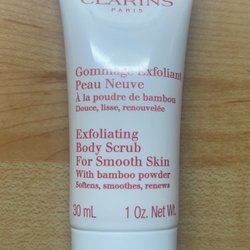 CLARINS
PARIS
Gommage Exfoliant
Peau Neuve
À la poudre de bambou
Douce, lisse, renouvelée
Exfoliating
Body Scrub
For Smooth Skin
With bamboo powder
Softens, smoothes, renews
30 mL 1 Oz. Net Wt.